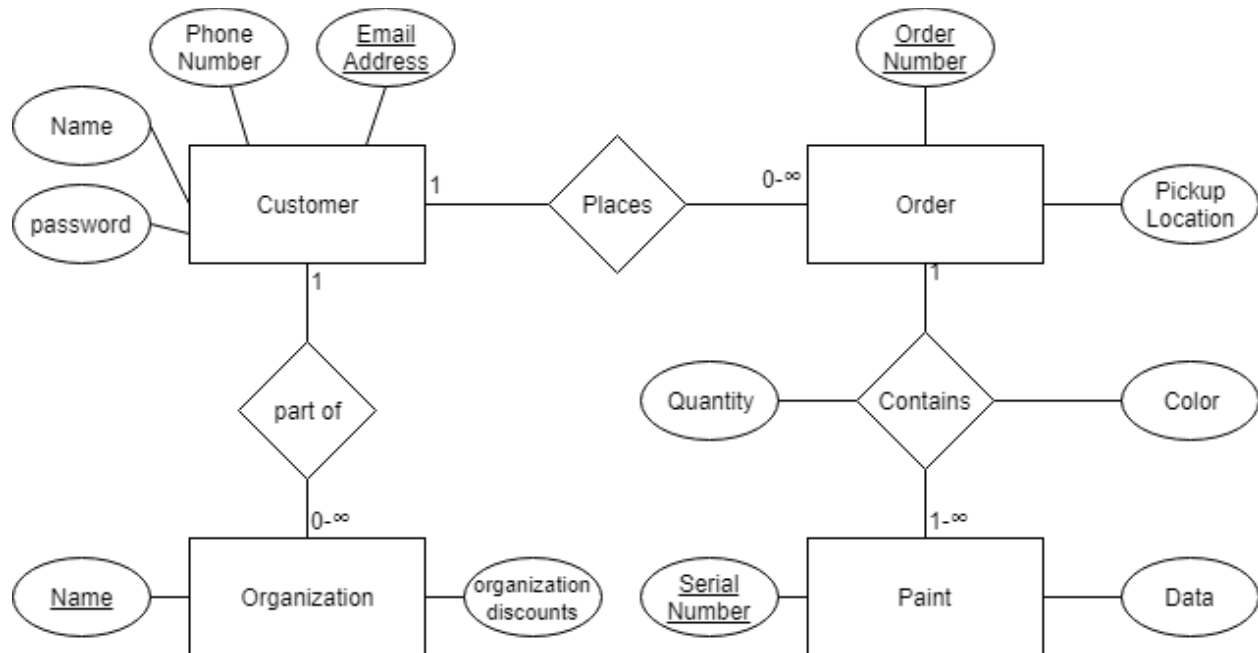 Phone
Number
Email
Address
Order
Number
Name
password
Customer
1
Places
0-∞
Order
Pickup
Location
1
1
part of
Quantity
Contains
Color
0-∞
1-∞
Name
Organization
organization
discounts
Serial
Number
Paint
Data